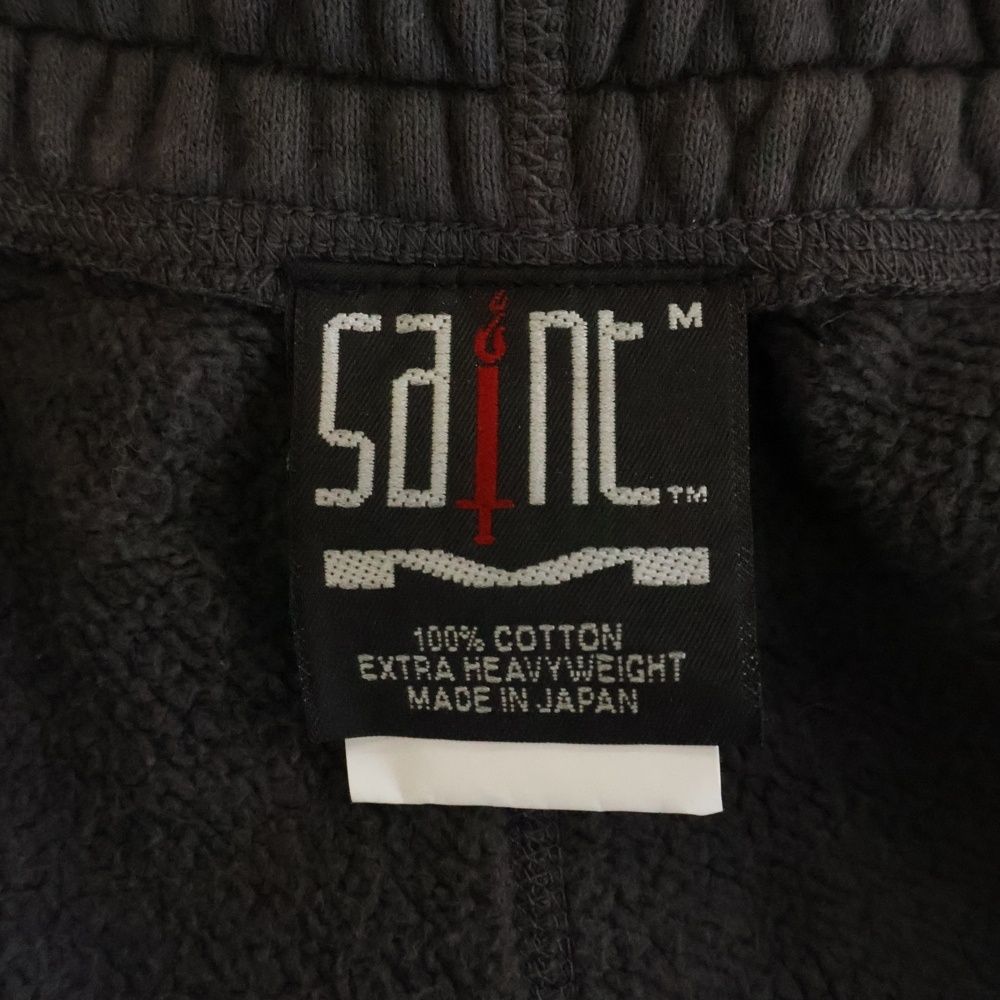 saint M
TM
100% COTTON
EXTRA HEAVYWEIGHT
MADE IN JAPAN